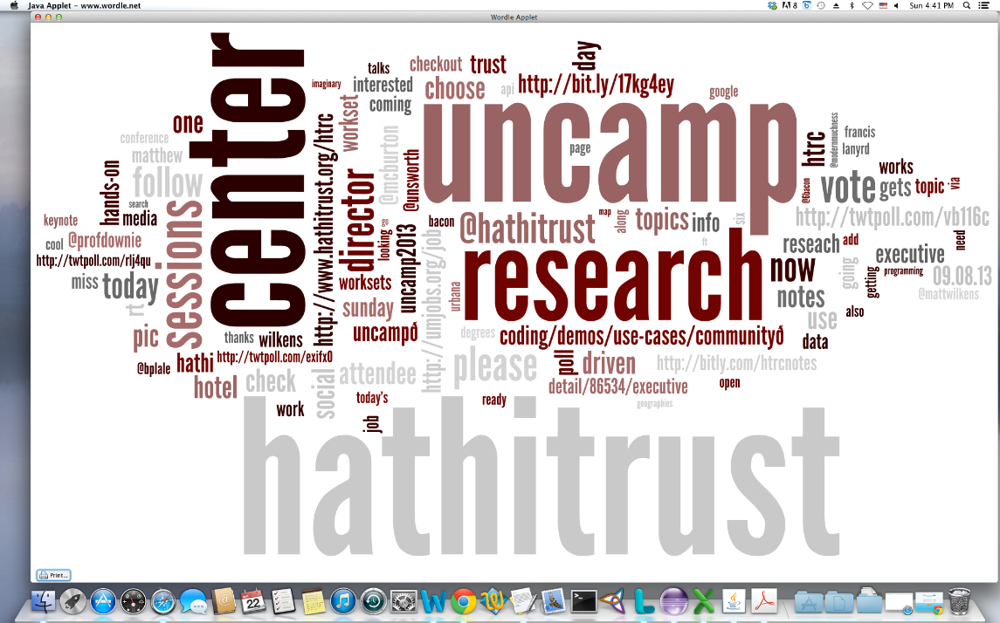 Java Applet – www.wordle.net
8
Sun 4:41 PM
Wordle Applet
day
talks
checkout
trust
imaginary
interested
choose
api
http://bit.ly/17kg4ey
google
coming
center
one
workset
uncamp
conference
matthew
http://www.hathitrust.org/htrc
@mcburton
page
htrc
@modernmuchness
francis
lanyrd
follow
hands-on
director
@unsworth
works
vote
gets
topic
via
@6bacon
search
media
sessions
keynote
cool
@profdownie
go
looking
bacon
@hathitrust
map
along
topics
info
six
http://twtpoll.com/vb116c
http://twtpoll.com/rlj4qu
uncamp2013
http://umjobs.org/job
ft
reseach
add
need
executive
miss
today
worksets
research
now
going
getting
programming
09.08.13
@mattwilkens
rt
sunday
urbana
notes
also
use
pic
thanks
wilkens
uncampð
degrees
coding/demos/use-cases/communityð
data
@bplale
hathi
http://twtpoll.com/exifx0
please
poll
driven
http://bitly.com/htrcnotes
hotel
check
social
attendee
detail/86534/executive
open
work
today's
ready
geographies
job
hathitrust
Print...
22